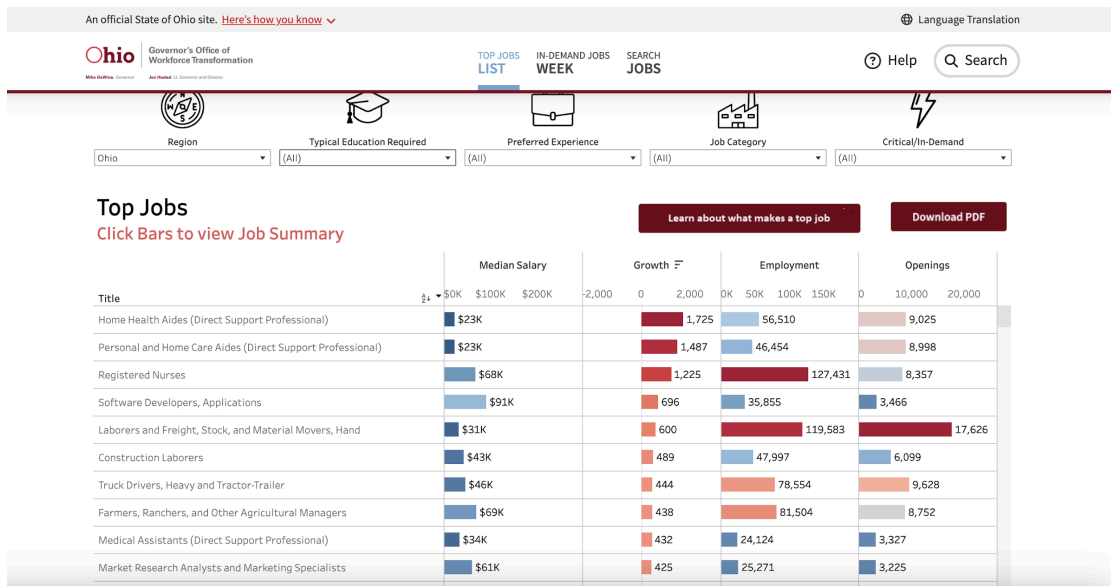 An official State of Ohio site. Here's how you know
Language Translation
Ohio
Governor's Office of
Workforce Transformation
Mike DeWine, Governor Jon Husted, Lt. Governor and Director
TOP JOBS
LIST
IN-DEMAND JOBS
WEEK
SEARCH
JOBS
Help
Search
N
W E
S
Region Typical Education Required Preferred Experience Job Category Critical/In-Demand
Ohio (All) (All) (All) (All)
Top Jobs
Click Bars to view Job Summary
Learn about what makes a top job
Download PDF
Median Salary Growth Employment Openings
Title $0K $100K $200K -2,000 0 2,000 0K 50K 100K 150K 0 10,000 20,000
Home Health Aides (Direct Support Professional) $23K 1,725 56,510 9,025
Personal and Home Care Aides (Direct Support Professional) $23K 1,487 46,454 8,998
Registered Nurses $68K 1,225 127,431 8,357
Software Developers, Applications $91K 696 35,855 3,466
Laborers and Freight, Stock, and Material Movers, Hand $31K 600 119,583 17,626
Construction Laborers $43K 489 47,997 6,099
Truck Drivers, Heavy and Tractor-Trailer $46K 444 78,554 9,628
Farmers, Ranchers, and Other Agricultural Managers $69K 438 81,504 8,752
Medical Assistants (Direct Support Professional) $34K 432 24,124 3,327
Market Research Analysts and Marketing Specialists $61K 425 25,271 3,225